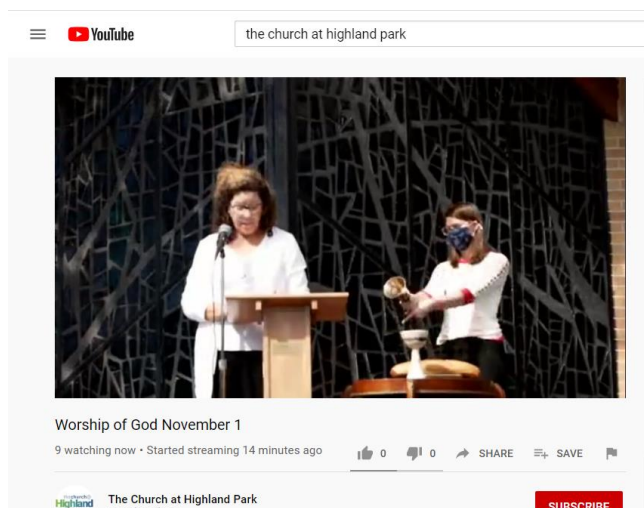 YouTube
the church at highland park
Worship of God November 1
9 watching now • Started streaming 14 minutes ago
0
0
SHARE
SAVE
Highland
The Church at Highland Park
SUBSCRIBE